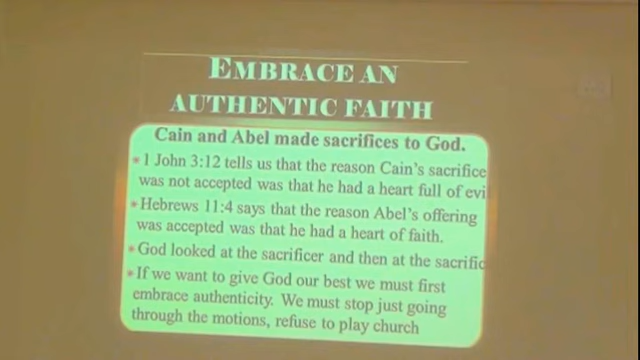 EMBRACE AN
AUTHENTIC FAITH
Cain and Abel made sacrifices to God.
* 1 John 3:12 tells us that the reason Cain's sacrifice
was not accepted was that he had a heart full of evil
* Hebrews 11:4 says that the reason Abel's offering
was accepted was that he had a heart of faith.
* God looked at the sacrificer and then at the sacrific
* If we want to give God our best we must first
embrace authenticity. We must stop just going
through the motions, refuse to play church